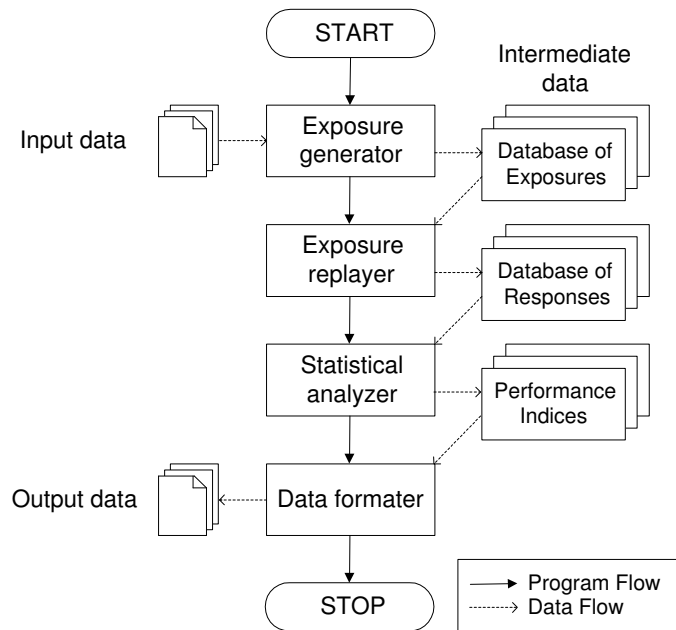 START
Intermediate
data
Input data
Exposure
generator
Database of
Exposures
Exposure
replayer
Database of
Responses
Statistical
analyzer
Performance
Indices
Output data
Data formater
STOP
Program Flow
Data Flow